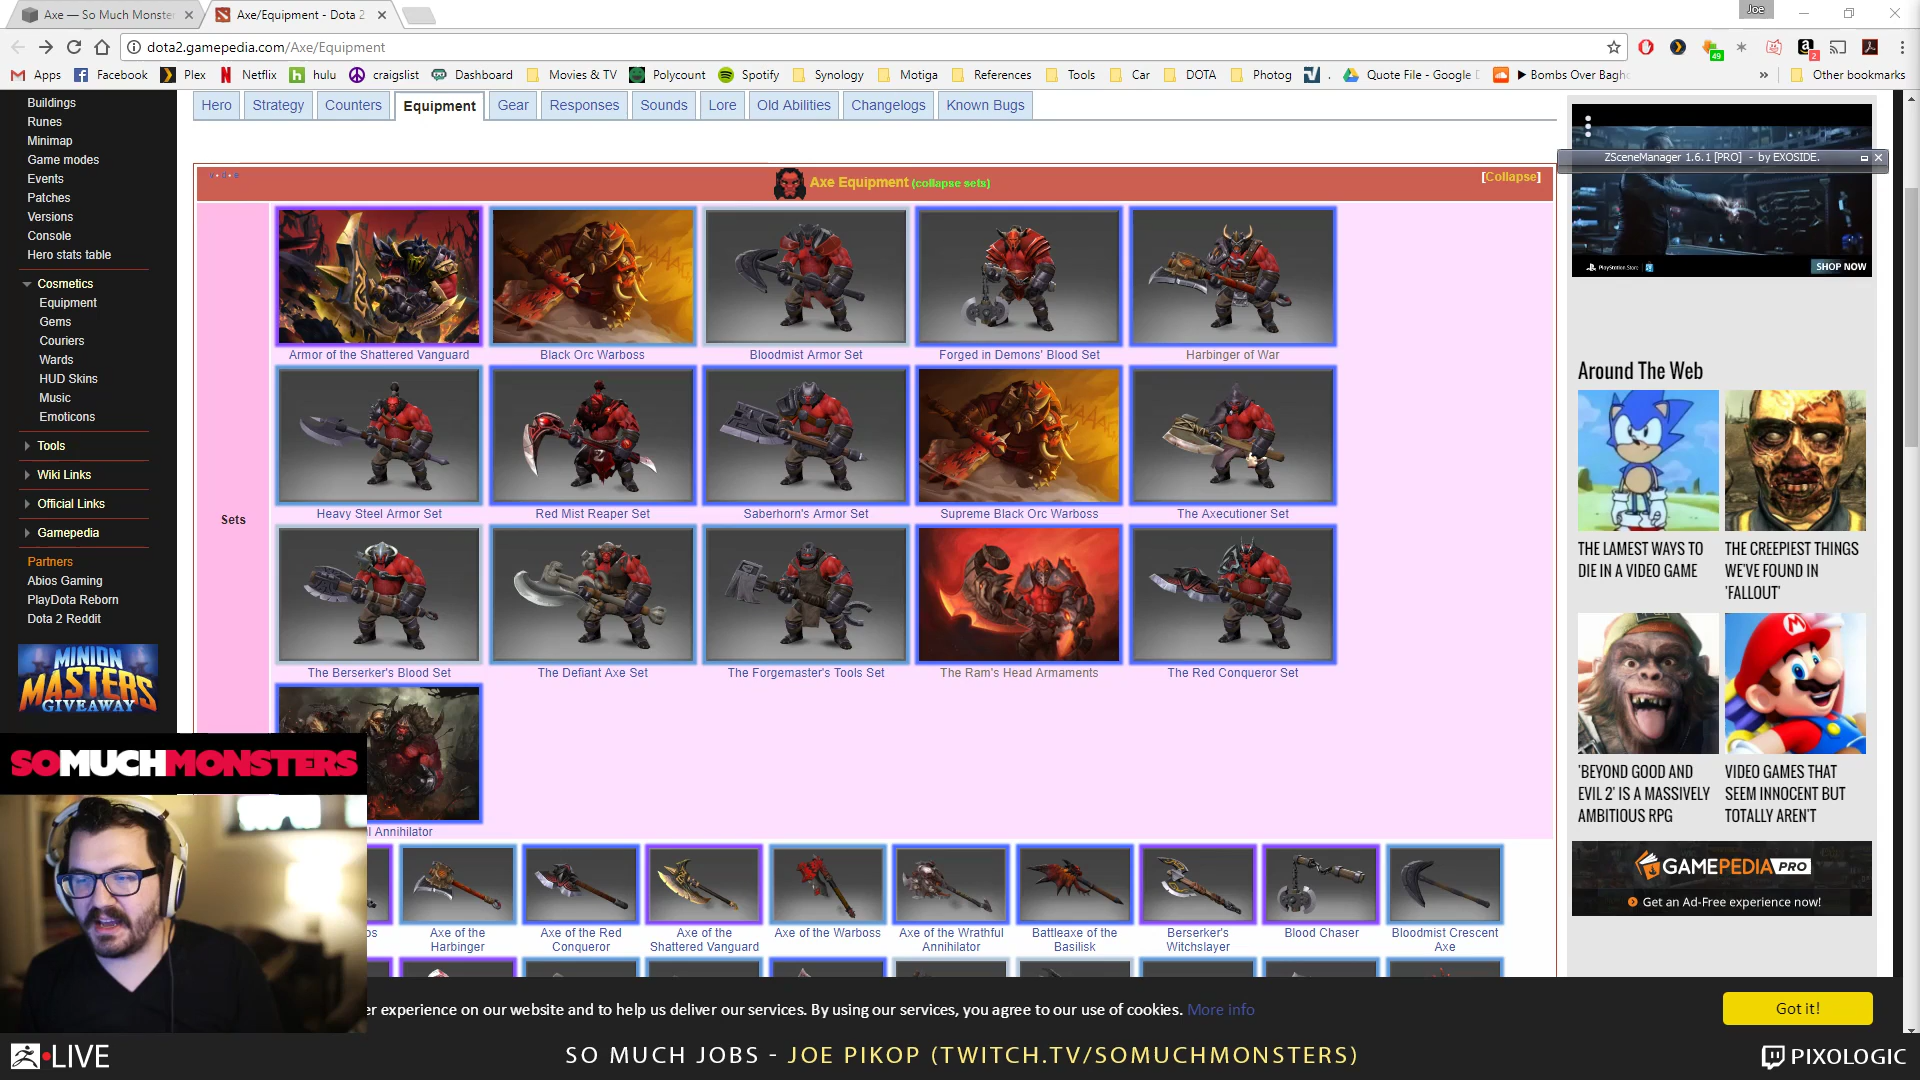 Axe — So Much Monster
Axe/Equipment - Dota 2
Joe
dota2.gamepedia.com/Axe/Equipment
49
2
Apps
Facebook
Plex
Netflix
hulu
craigslist
Dashboard
Movies & TV
Polycount
Spotify
Synology
Motiga
References
Tools
Car
DOTA
Photog
Quote File - Google
Bombs Over Bagh
»
Other bookmarks
Buildings
Runes
Minimap
Game modes
Events
Patches
Versions
Console
Hero stats table
Cosmetics
Equipment
Gems
Couriers
Wards
HUD Skins
Music
Emoticons
Tools
Wiki Links
Official Links
Gamepedia
Partners
Abios Gaming
PlayDota Reborn
Dota 2 Reddit
MINION
MASTERS
GIVEAWAY
Hero
Strategy
Counters
Equipment
Gear
Responses
Sounds
Lore
Old Abilities
Changelogs
Known Bugs
v · d · e
Axe Equipment (collapse sets)
[Collapse]
Sets
Armor of the Shattered Vanguard
Black Orc Warboss
Bloodmist Armor Set
Forged in Demons' Blood Set
Harbinger of War
Heavy Steel Armor Set
Red Mist Reaper Set
Saberhorn's Armor Set
Supreme Black Orc Warboss
The Axecutioner Set
The Berserker's Blood Set
The Defiant Axe Set
The Forgemaster's Tools Set
The Ram's Head Armaments
The Red Conqueror Set
l Annihilator
os
Axe of the
Harbinger
Axe of the Red
Conqueror
Axe of the
Shattered Vanguard
Axe of the Warboss
Axe of the Wrathful
Annihilator
Battleaxe of the
Basilisk
Berserker's
Witchslayer
Blood Chaser
Bloodmist Crescent
Axe
ZSceneManager 1.6.1 [PRO] - by EXOSIDE.
PlayStation Store
SHOP NOW
Around The Web
THE LAMEST WAYS TO
DIE IN A VIDEO GAME
THE CREEPIEST THINGS
WE'VE FOUND IN
'FALLOUT'
'BEYOND GOOD AND
EVIL 2' IS A MASSIVELY
AMBITIOUS RPG
VIDEO GAMES THAT
SEEM INNOCENT BUT
TOTALLY AREN'T
GAMEPEDIA PRO
Get an Ad-Free experience now!
SOMUCHMONSTERS
er experience on our website and to help us deliver our services. By using our services, you agree to our use of cookies. More info
Got it!
LIVE
SO MUCH JOBS - JOE PIKOP (TWITCH.TV/SOMUCHMONSTERS)
PIXOLOGIC